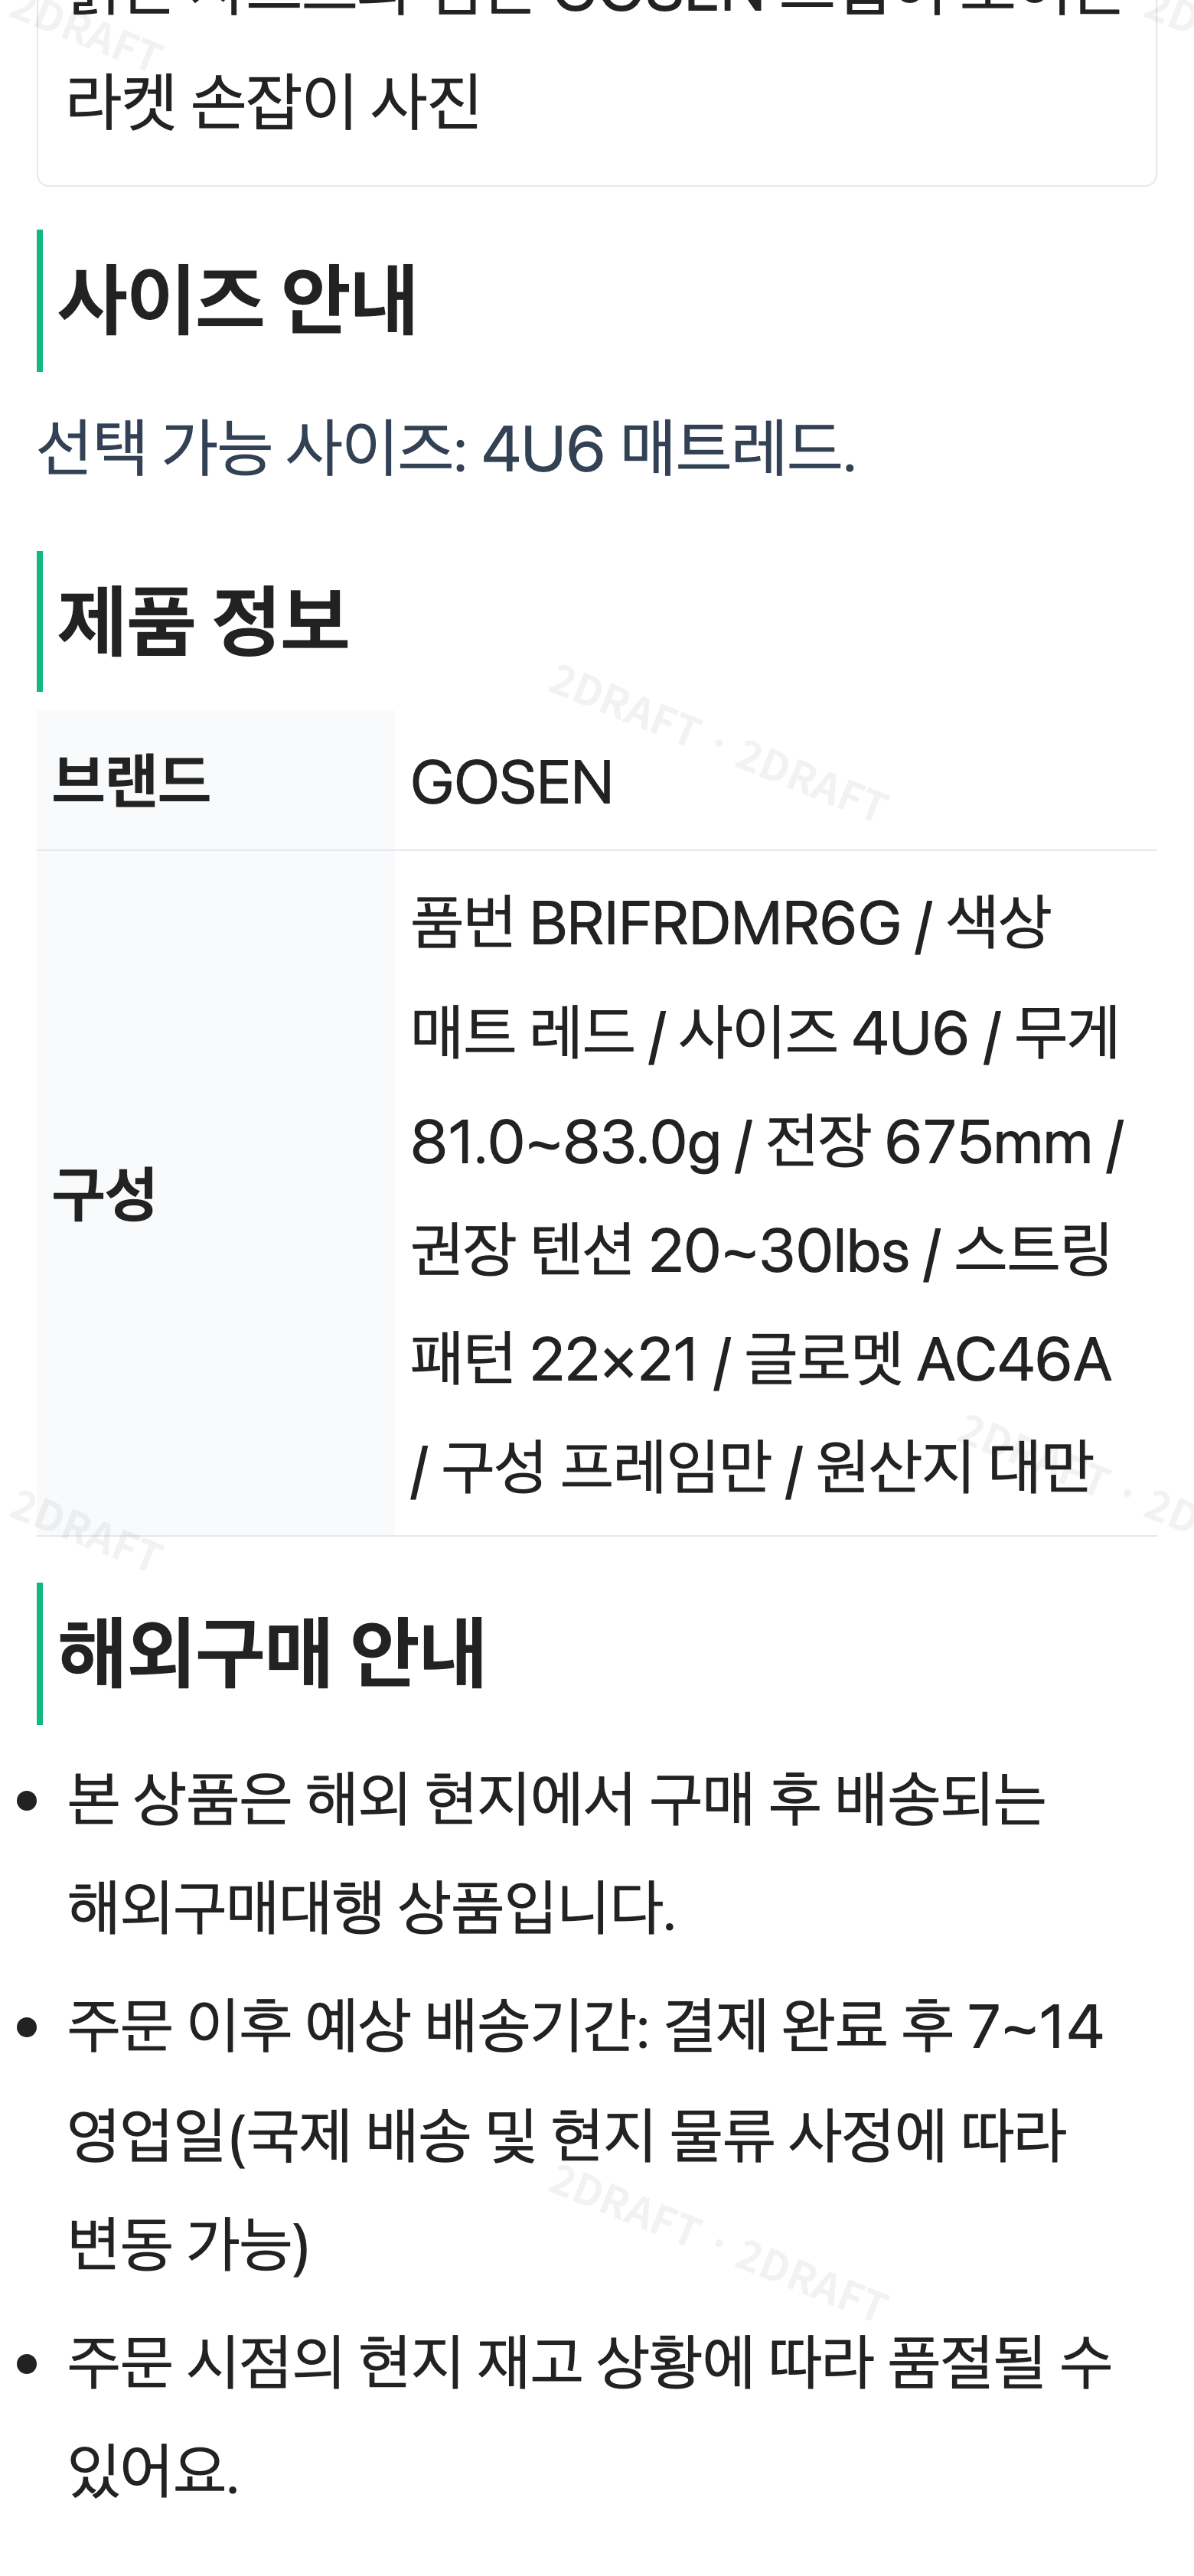 라켓 손잡이 사진
사이즈 안내
선택 가능 사이즈: 4U6 매트레드.
제품 정보
브랜드 GOSEN
구성 품번 BRIFRDMR6G / 색상
매트 레드 / 사이즈 4U6 / 무게
81.0~83.0g / 전장 675mm /
권장 텐션 20~30lbs / 스트링
패턴 22×21 / 글로멧 AC46A
/ 구성 프레임만 / 원산지 대만
해외구매 안내
• 본 상품은 해외 현지에서 구매 후 배송되는
해외구매대행 상품입니다.
• 주문 이후 예상 배송기간: 결제 완료 후 7~14
영업일(국제 배송 및 현지 물류 사정에 따라
변동 가능)
• 주문 시점의 현지 재고 상황에 따라 품절될 수
있어요.
2DRAFT
2DRAFT · 2DRAFT
2DRAFT
2DRAFT · 2D
2DRAFT · 2DRAFT